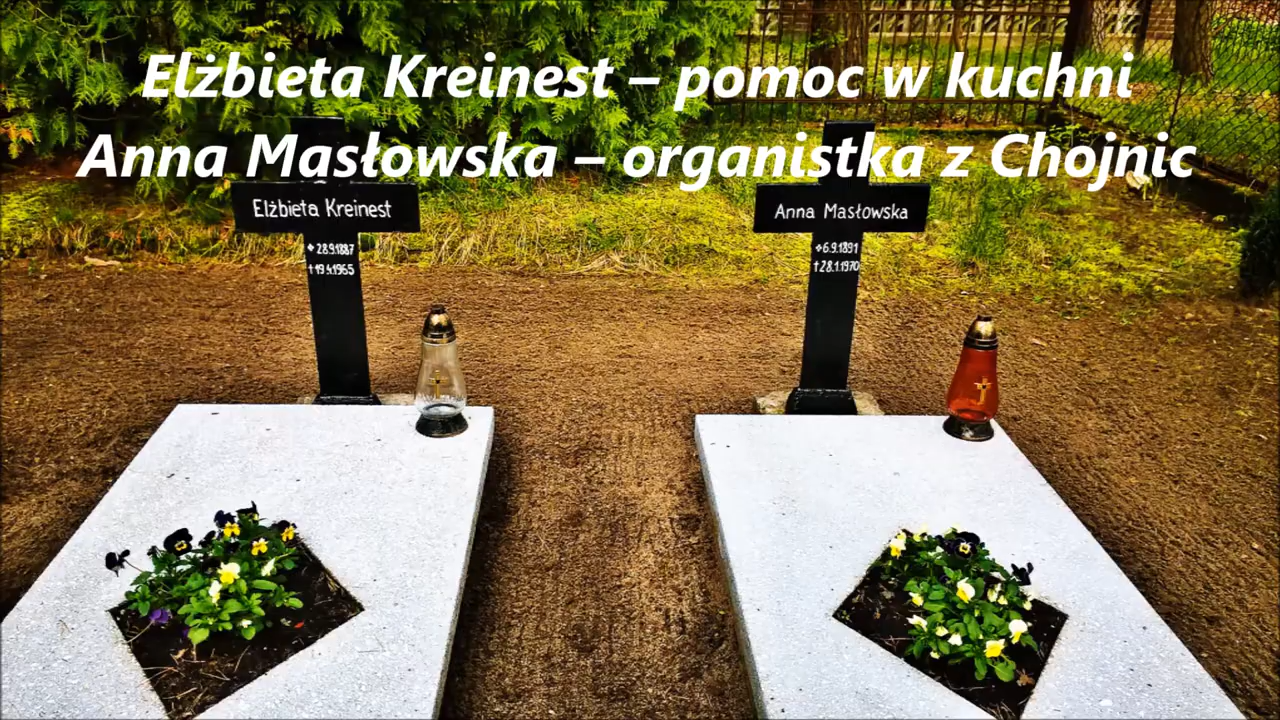 Elżbieta Kreinest – pomoc w kuchni
Anna Masłowska – organistka z Chojnic
Elżbieta Kreinest
+ 28.9.1887
† 19.4.1965
Anna Masłowska
+ 6.9.1891
† 28.1.1970